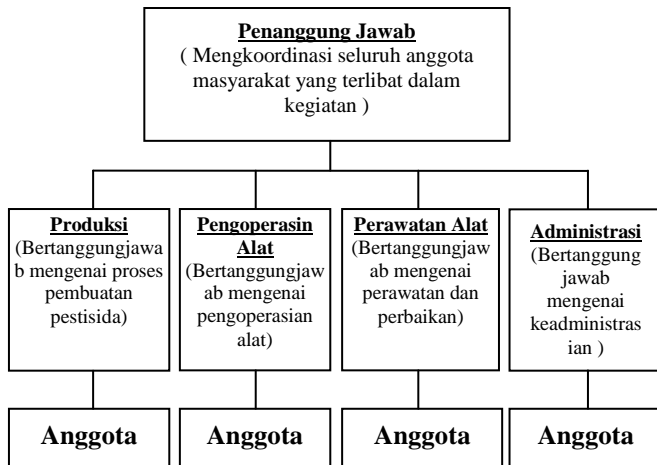 Penanggung Jawab
( Mengkoordinasi seluruh anggota
masyarakat yang terlibat dalam
kegiatan )
Produksi
(Bertanggungjawa
b mengenai proses
pembuatan
pestisida)
Pengoperasin
Alat
(Bertanggungjaw
ab mengenai
pengoperasian
alat)
Perawatan Alat
(Bertanggungjaw
ab mengenai
perawatan dan
perbaikan)
Administrasi
(Bertanggung
jawab
mengenai
keadministras
ian )
Anggota
Anggota
Anggota
Anggota